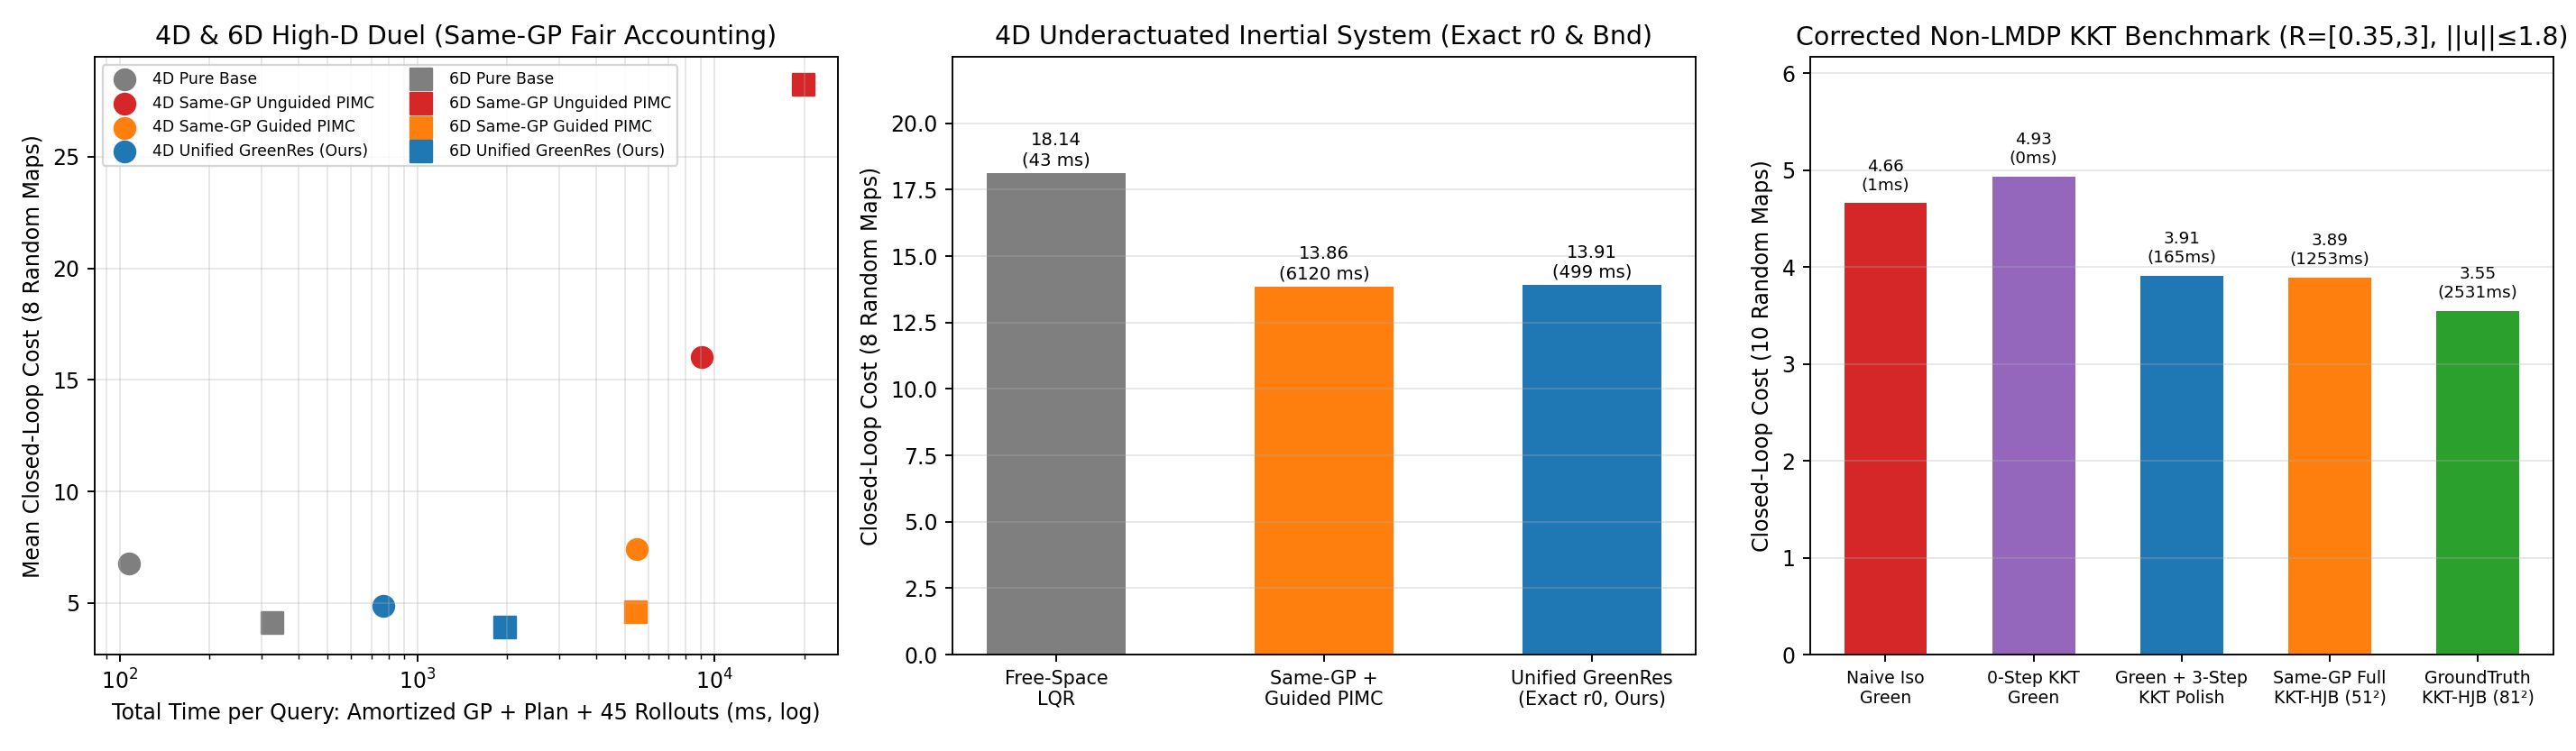 4D & 6D High-D Duel (Same-GP Fair Accounting)
Mean Closed-Loop Cost (8 Random Maps)
25
20
15
10
5
4D Pure Base
4D Same-GP Unguided PIMC
4D Same-GP Guided PIMC
4D Unified GreenRes (Ours)
6D Pure Base
6D Same-GP Unguided PIMC
6D Same-GP Guided PIMC
6D Unified GreenRes (Ours)
10²
10³
10⁴
Total Time per Query: Amortized GP + Plan + 45 Rollouts (ms, log)
4D Underactuated Inertial System (Exact r0 & Bnd)
Closed-Loop Cost (8 Random Maps)
20.0
17.5
15.0
12.5
10.0
7.5
5.0
2.5
0.0
18.14
(43 ms)
13.86
(6120 ms)
13.91
(499 ms)
Free-Space
LQR
Same-GP +
Guided PIMC
Unified GreenRes
(Exact r0, Ours)
Corrected Non-LMDP KKT Benchmark (R=[0.35,3], ||u||≤1.8)
Closed-Loop Cost (10 Random Maps)
6
5
4
3
2
1
0
4.66
(1ms)
4.93
(0ms)
3.91
(165ms)
3.89
(1253ms)
3.55
(2531ms)
Naive Iso
Green
0-Step KKT
Green
Green + 3-Step
KKT Polish
Same-GP Full
KKT-HJB (51²)
GroundTruth
KKT-HJB (81²)